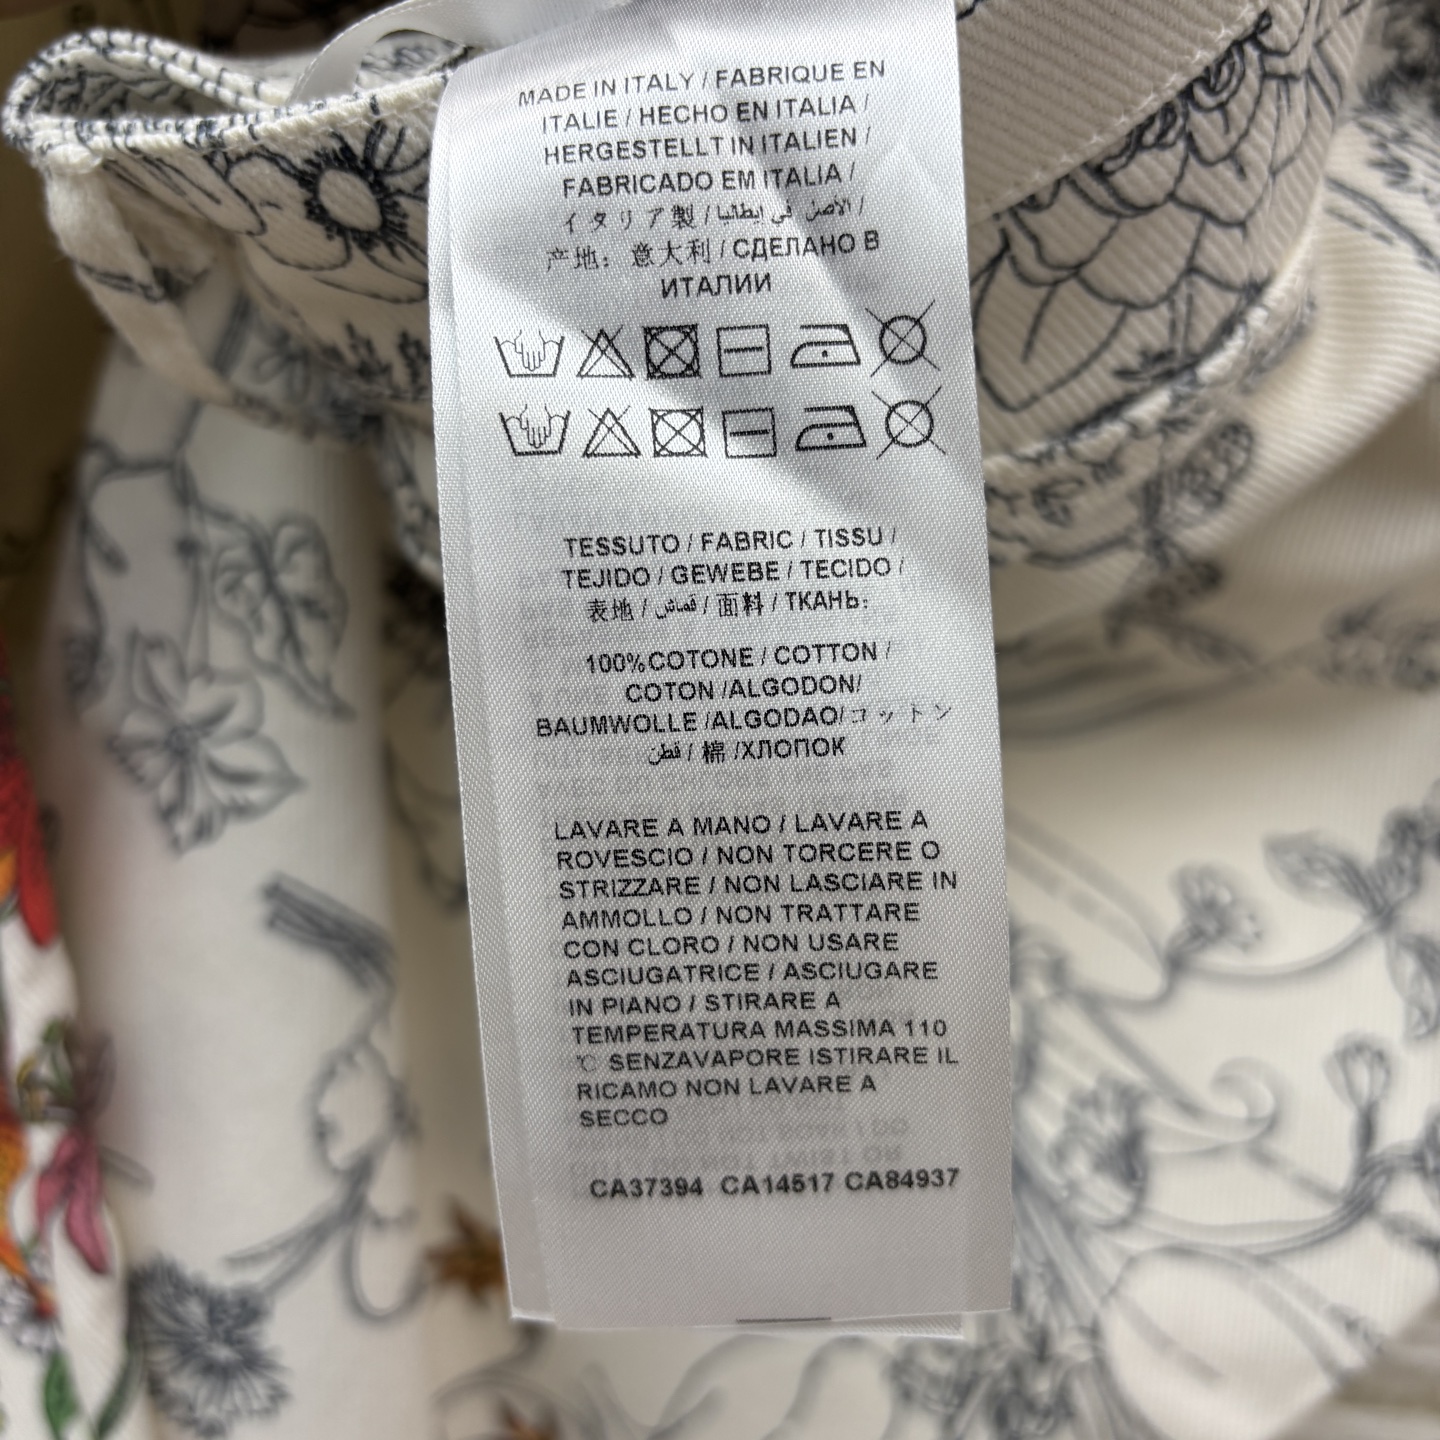 MADE IN ITALY / FABRIQUE EN
ITALIE / HECHO EN ITALIA /
HERGESTELLT IN ITALIEN /
FABRICADO EM ITALIA /
イタリア製 / الأصل في إيطاليا /
产地：意大利 / СДЕЛАНО В
ИТАЛИИ
TESSUTO / FABRIC / TISSU /
TEJIDO / GEWEBE / TECIDO /
表地 / قماش / 面料 / ТКАНЬ:
100%COTONE / COTTON /
COTON /ALGODON/
BAUMWOLLE /ALGODAO/ コットン
قطن / 棉 /ХЛОПОК
LAVARE A MANO / LAVARE A
ROVESCIO / NON TORCERE O
STRIZZARE / NON LASCIARE IN
AMMOLLO / NON TRATTARE
CON CLORO / NON USARE
ASCIUGATRICE / ASCIUGARE
IN PIANO / STIRARE A
TEMPERATURA MASSIMA 110
℃ SENZAVAPORE ISTIRARE IL
RICAMO NON LAVARE A
SECCO
CA37394 CA14517 CA84937